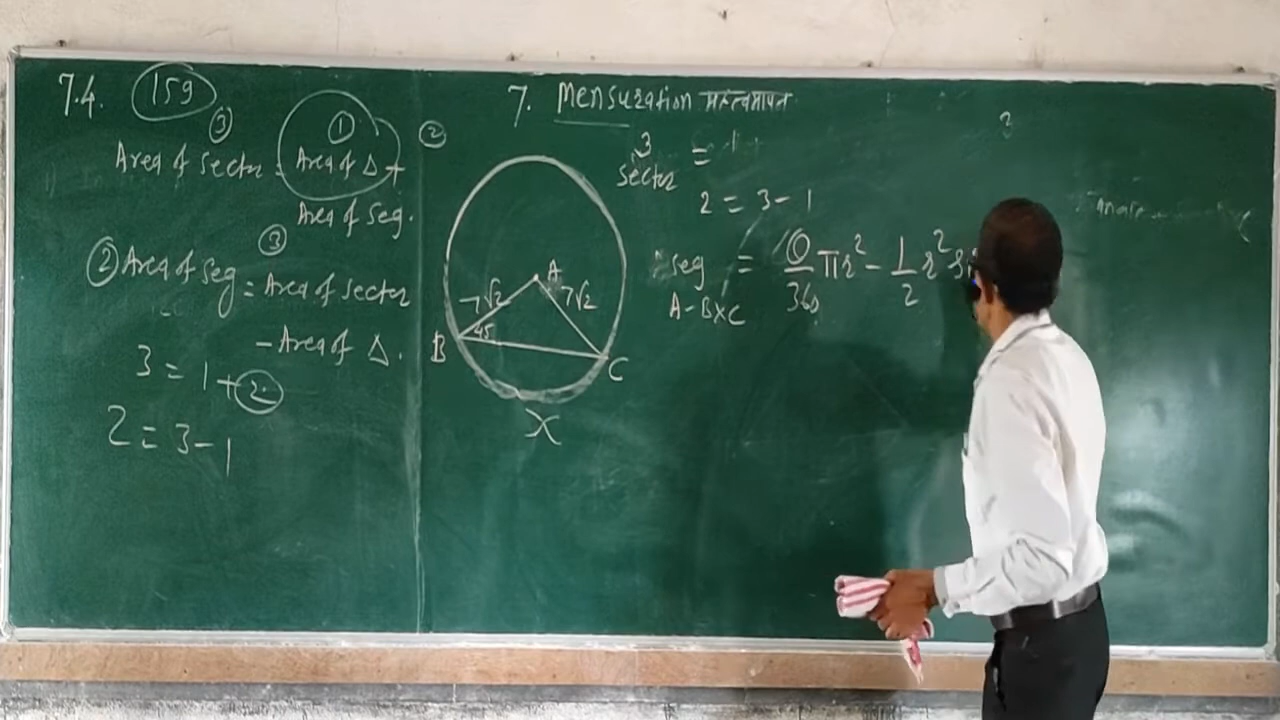 7.4. 159
7. Mensuration महत्वमापन
③ ① ②
Area of Sector = Area of Δ +
Area of Seg.
③
② Area of Seg = Area of Sector
- Area of Δ.
3 = 1 + 2
2 = 3 - 1
A
7√2 7√2
45
B C
X
3
Sector =
2 = 3 - 1
seg = θ/360 πr² - 1/2 r² si
A-BXC